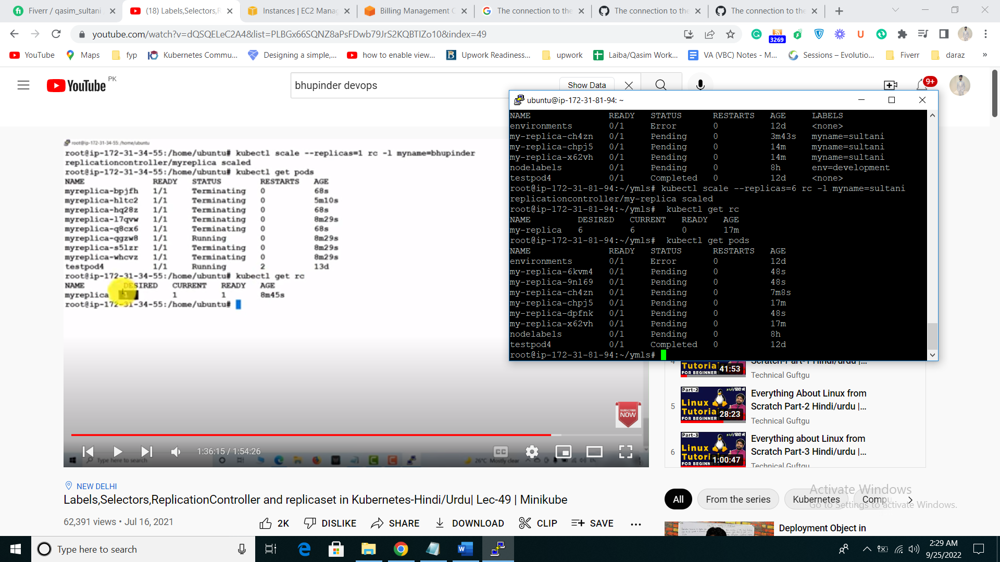 Fiverr / qasim_sultani
(18) Labels,Selectors,R
Instances | EC2 Manag
Billing Management C
The connection to the
The connection to the
The connection to the
youtube.com/watch?v=dQSQELeC2A4&list=PLBGx66SQNZ8aPsFDwb79JrS2KQBTIZo10&index=49
3269
YouTube
Maps
fyp
Kubernetes Commu...
Designing a simple,...
how to enable view...
Upwork Readiness...
upwork
Laiba/Qasim Work...
VA (VBC) Notes - M...
Sessions – Evolutio...
Fiverr
daraz
»
YouTube PK
bhupinder devops
Show Data
9+
root@ip-172-31-34-55: /home/ubuntu
root@ip-172-31-34-55:/home/ubuntu# kubectl scale --replicas=1 rc -l myname=bhupinder
replicationcontroller/myreplica scaled
root@ip-172-31-34-55:/home/ubuntu# kubectl get pods
NAME READY STATUS RESTARTS AGE
myreplica-bpjfh 1/1 Terminating 0 68s
myreplica-hltc2 1/1 Terminating 0 5m10s
myreplica-hq28z 1/1 Terminating 0 68s
myreplica-l7qvw 1/1 Terminating 0 8m29s
myreplica-q8cx6 1/1 Terminating 0 68s
myreplica-qgzw8 1/1 Running 0 8m29s
myreplica-s5lzr 1/1 Terminating 0 8m29s
myreplica-whcvz 1/1 Terminating 0 8m29s
testpod4 1/1 Running 2 13d
root@ip-172-31-34-55:/home/ubuntu# kubectl get rc
NAME DESIRED CURRENT READY AGE
myreplica 1 1 1 8m45s
root@ip-172-31-34-55:/home/ubuntu#
ubuntu@ip-172-31-81-94: ~
NAME READY STATUS RESTARTS AGE LABELS
environments 0/1 Error 0 12d <none>
my-replica-ch4zn 0/1 Pending 0 3m43s myname=sultani
my-replica-chpj5 0/1 Pending 0 14m myname=sultani
my-replica-x62vh 0/1 Pending 0 14m myname=sultani
nodelabels 0/1 Pending 0 8h env=development
testpod4 0/1 Completed 0 12d <none>
root@ip-172-31-81-94:~/ymls# kubectl scale --replicas=6 rc -l myname=sultani
replicationcontroller/my-replica scaled
root@ip-172-31-81-94:~/ymls# kubectl get rc
NAME DESIRED CURRENT READY AGE
my-replica 6 6 0 17m
root@ip-172-31-81-94:~/ymls# kubectl get pods
NAME READY STATUS RESTARTS AGE
environments 0/1 Error 0 12d
my-replica-6kvm4 0/1 Pending 0 48s
my-replica-9nl69 0/1 Pending 0 48s
my-replica-ch4zn 0/1 Pending 0 7m8s
my-replica-chpj5 0/1 Pending 0 17m
my-replica-dpfnk 0/1 Pending 0 48s
my-replica-x62vh 0/1 Pending 0 17m
nodelabels 0/1 Pending 0 8h
testpod4 0/1 Completed 0 12d
root@ip-172-31-81-94:~/ymls#
SUBSCRIBE
NOW
1:36:15 / 1:54:26
CC
Type here to search
26°C Mostly clear
4
Tutorial 41:53
FOR BEGINNER
Scratch-Part-1 Hindi/urdu |...
Technical Guftgu
5
Part-2
Linux
Tutorial 28:23
FOR BEGINNER
Everything About Linux from
Scratch Part-2 Hindi/urdu |...
Technical Guftgu
6
Part-3
Linux
Tutorial 1:00:47
FOR BEGINNER
Everything about Linux from
Scratch Part-3 Hindi/urdu |...
Technical Guftgu
NEW DELHI
Labels,Selectors,ReplicationController and replicaset in Kubernetes-Hindi/Urdu| Lec-49 | Minikube
62,391 views • Jul 16, 2021
2K
DISLIKE
SHARE
DOWNLOAD
CLIP
SAVE
All
From the series
Kubernetes
Compu
Activate Windows
Go to Settings to activate Windows.
Deployment Object in
Type here to search
2:29 AM
9/25/2022